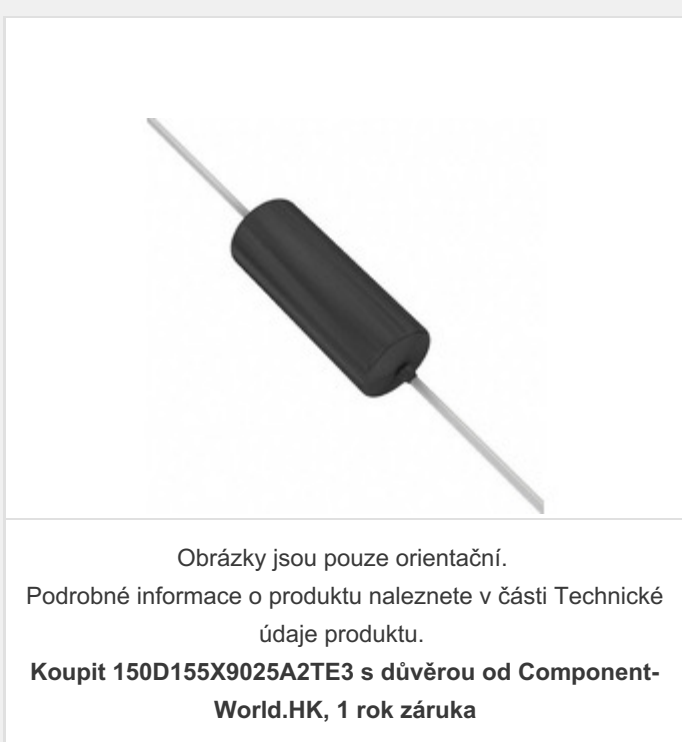 Obrázky jsou pouze orientační.
Podrobné informace o produktu naleznete v části Technické
údaje produktu.
Koupit 150D155X9025A2TE3 s důvěrou od Component-
World.HK, 1 rok záruka